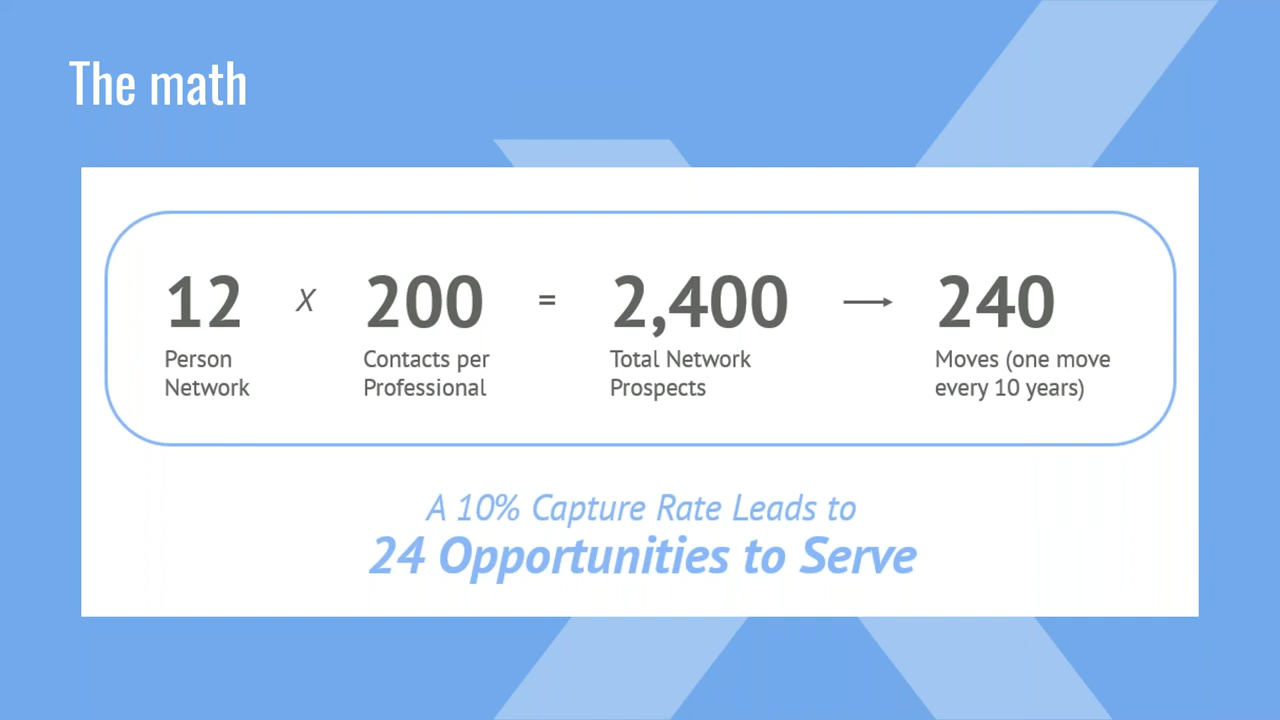 The math
12 X 200 = 2,400 → 240
Person Contacts per Total Network Moves (one move
Network Professional Prospects every 10 years)
A 10% Capture Rate Leads to
24 Opportunities to Serve